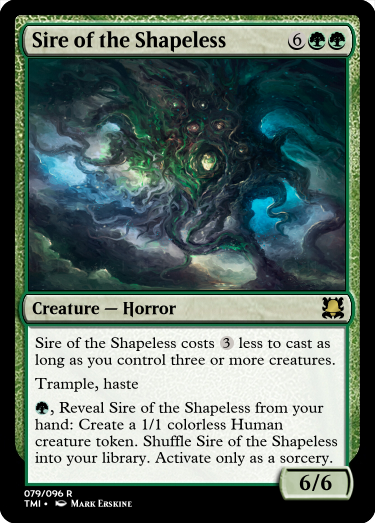 Sire of the Shapeless 6
Creature — Horror
Sire of the Shapeless costs 3 less to cast as
long as you control three or more creatures.
Trample, haste
, Reveal Sire of the Shapeless from your
hand: Create a 1/1 colorless Human
creature token. Shuffle Sire of the Shapeless
into your library. Activate only as a sorcery.
6/6
079/096 R
TMI • Mark Erskine